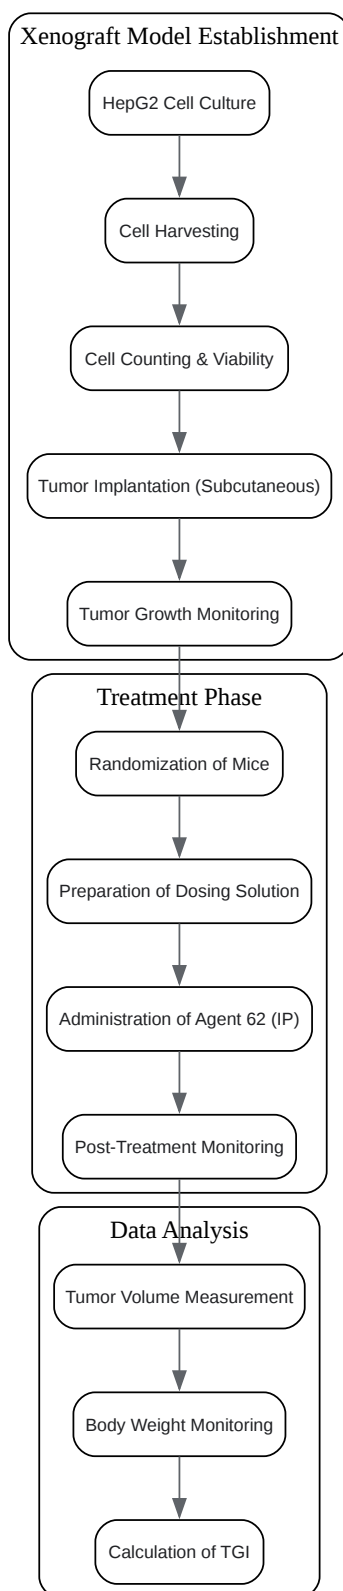 Xenograft Model Establishment
HepG2 Cell Culture
Cell Harvesting
Cell Counting & Viability
Tumor Implantation (Subcutaneous)
Tumor Growth Monitoring
Treatment Phase
Randomization of Mice
Preparation of Dosing Solution
Administration of Agent 62 (IP)
Post-Treatment Monitoring
Data Analysis
Tumor Volume Measurement
Body Weight Monitoring
Calculation of TGI